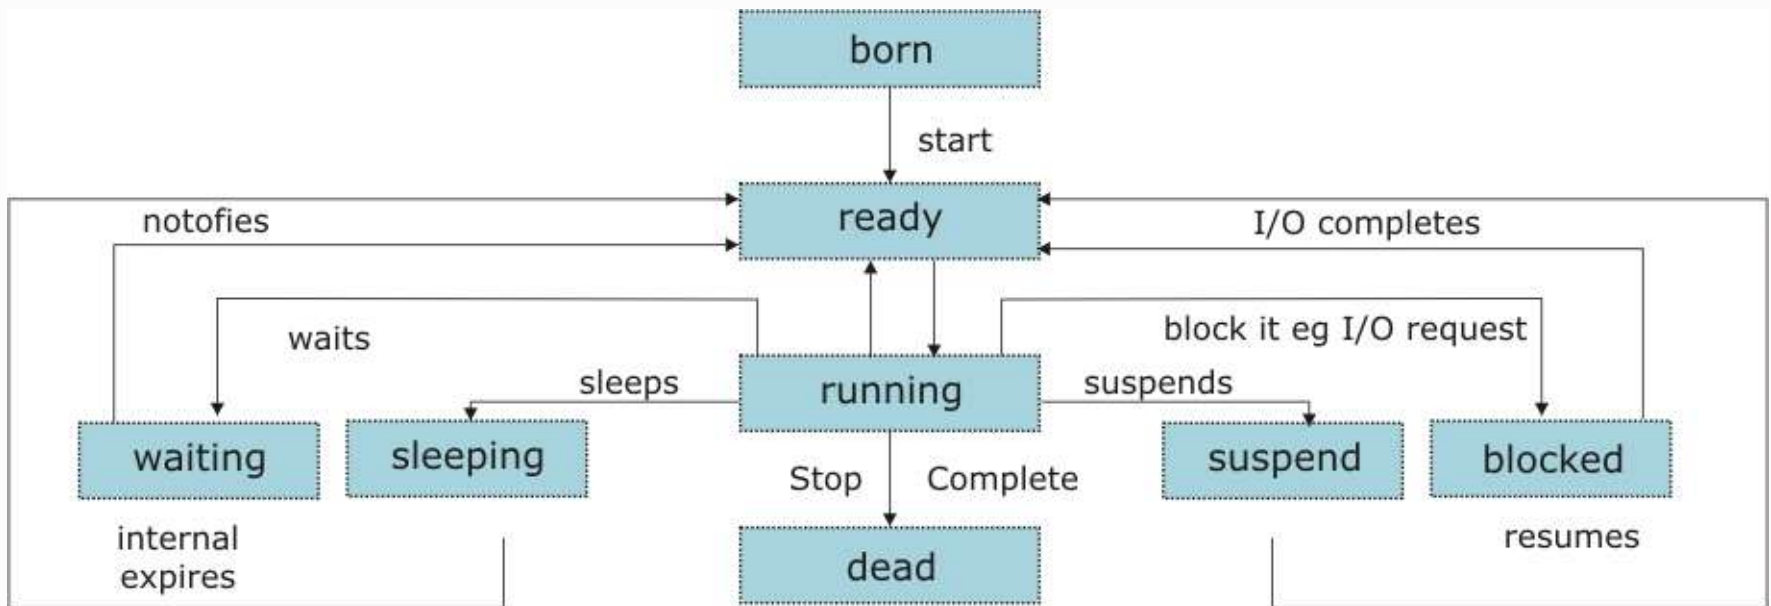 born
start
ready
notofies
I/O completes
waits
block it eg I/O request
sleeps
running
suspends
waiting
sleeping
suspend
blocked
Stop
Complete
internal
expires
resumes
dead